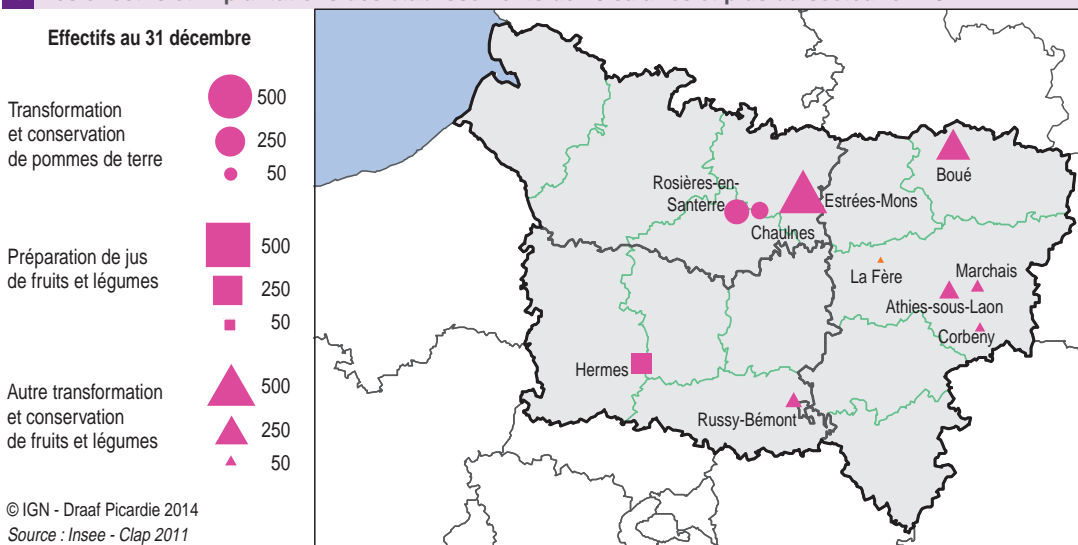 Effectifs au 31 décembre
Transformation
et conservation
de pommes de terre
500
250
50
Préparation de jus
de fruits et légumes
500
250
50
Autre transformation
et conservation
de fruits et légumes
500
250
50
© IGN - Draaf Picardie 2014
Source : Insee - Clap 2011
Rosières-en-
Santerre
Chaulnes
Estrées-Mons
Boué
La Fère
Marchais
Athies-sous-Laon
Corbeny
Hermes
Russy-Bémont